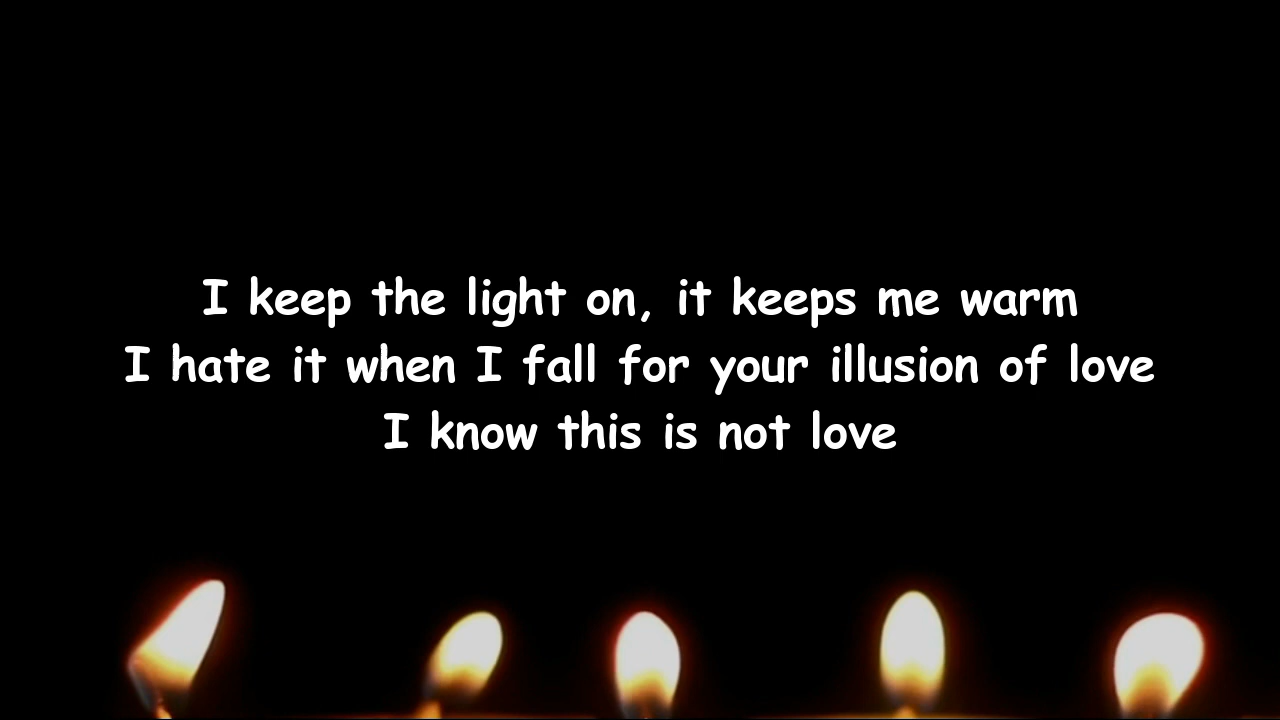 I keep the light on, it keeps me warm
I hate it when I fall for your illusion of love
I know this is not love